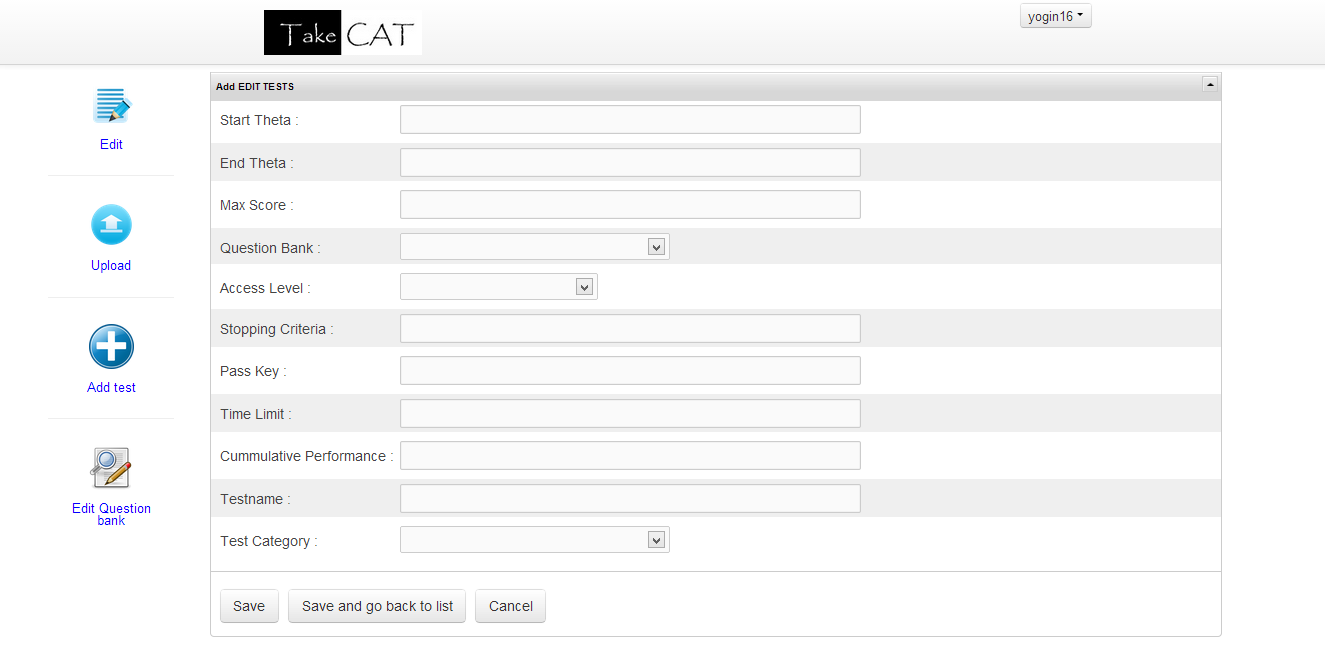 Take CAT
yogin16
Edit
Upload
Add test
Edit Question
bank
Add EDIT TESTS
Start Theta :
End Theta :
Max Score :
Question Bank :
Access Level :
Stopping Criteria :
Pass Key :
Time Limit :
Cummulative Performance :
Testname :
Test Category :
Save Save and go back to list Cancel